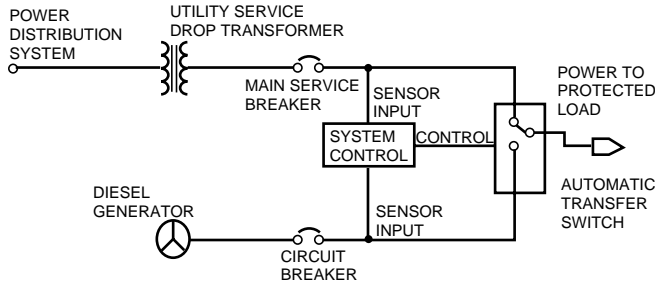 POWER
DISTRIBUTION
SYSTEM
UTILITY SERVICE
DROP TRANSFORMER
MAIN SERVICE
BREAKER
SENSOR
INPUT
POWER TO
PROTECTED
LOAD
SYSTEM
CONTROL
CONTROL
AUTOMATIC
TRANSFER
SWITCH
DIESEL
GENERATOR
SENSOR
INPUT
CIRCUIT
BREAKER